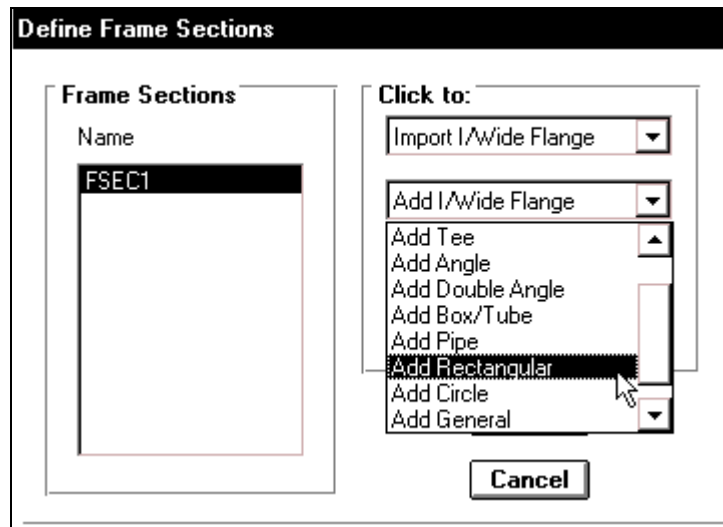 Define Frame Sections
Frame Sections
Name
FSEC1
Click to:
Import I/Wide Flange
Add I/Wide Flange
Add Tee
Add Angle
Add Double Angle
Add Box/Tube
Add Pipe
Add Rectangular
Add Circle
Add General
Cancel